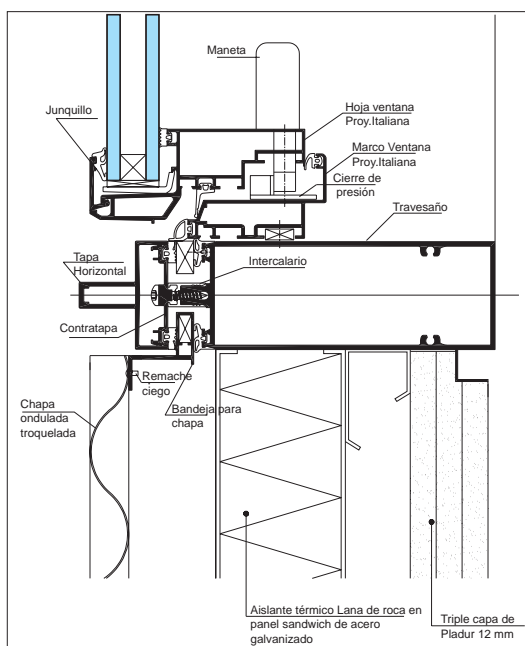 Maneta
Junquillo
Hoja ventana
Proy.Italiana
Marco Ventana
Proy.Italiana
Cierre de
presión
Travesaño
Tapa
Horizontal
Intercalario
Contratapa
Remache
ciego
Bandeja para
chapa
Chapa
ondulada
troquelada
Aislante térmico Lana de roca en
panel sandwich de acero
galvanizado
Triple capa de
Pladur 12 mm